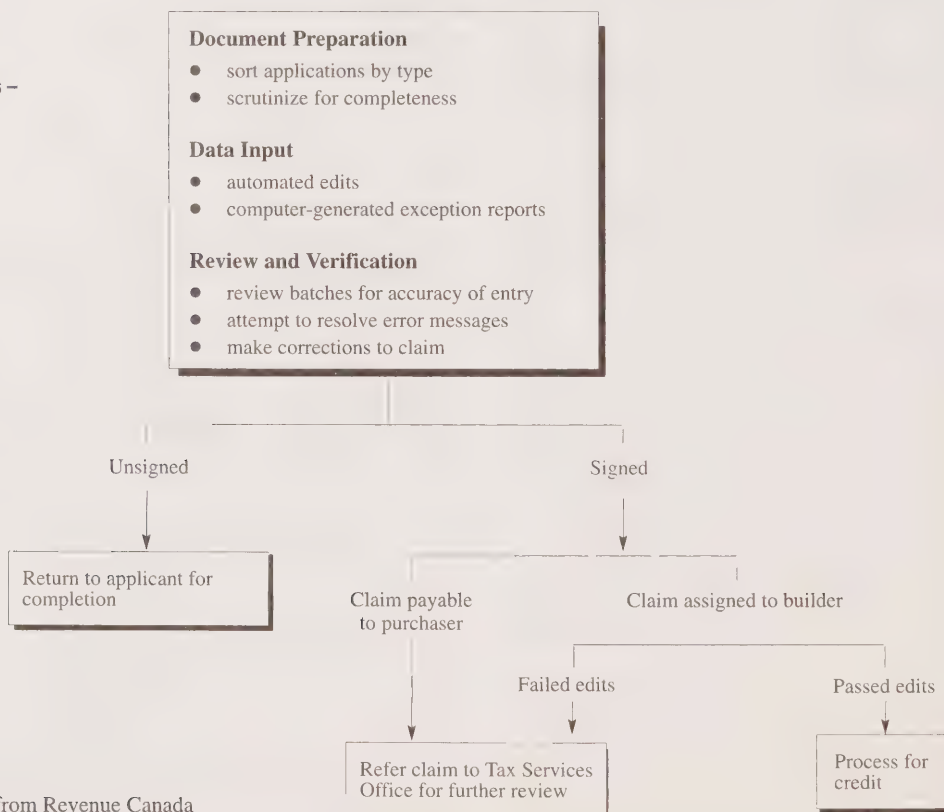 Document Preparation
● sort applications by type
● scrutinize for completeness
Data Input
● automated edits
● computer-generated exception reports
Review and Verification
● review batches for accuracy of entry
● attempt to resolve error messages
● make corrections to claim
Unsigned
Signed
Return to applicant for
completion
Claim payable
to purchaser
Claim assigned to builder
Failed edits
Passed edits
Refer claim to Tax Services
Office for further review
Process for
credit
from Revenue Canada